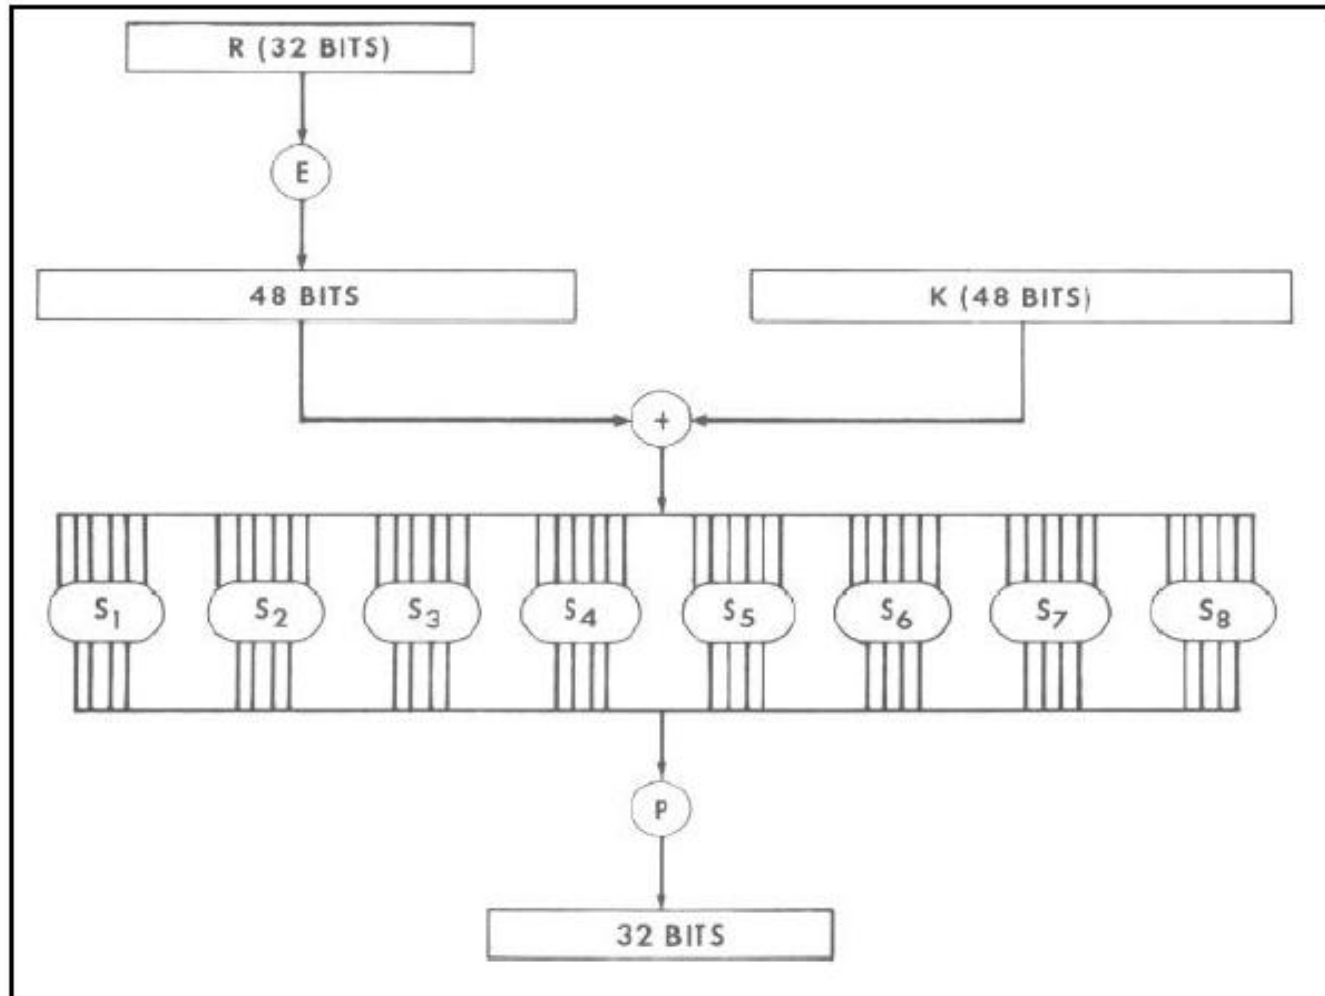 R (32 BITS)
E
48 BITS
K (48 BITS)
+
S1 S2 S3 S4 S5 S6 S7 S8
P
32 BITS